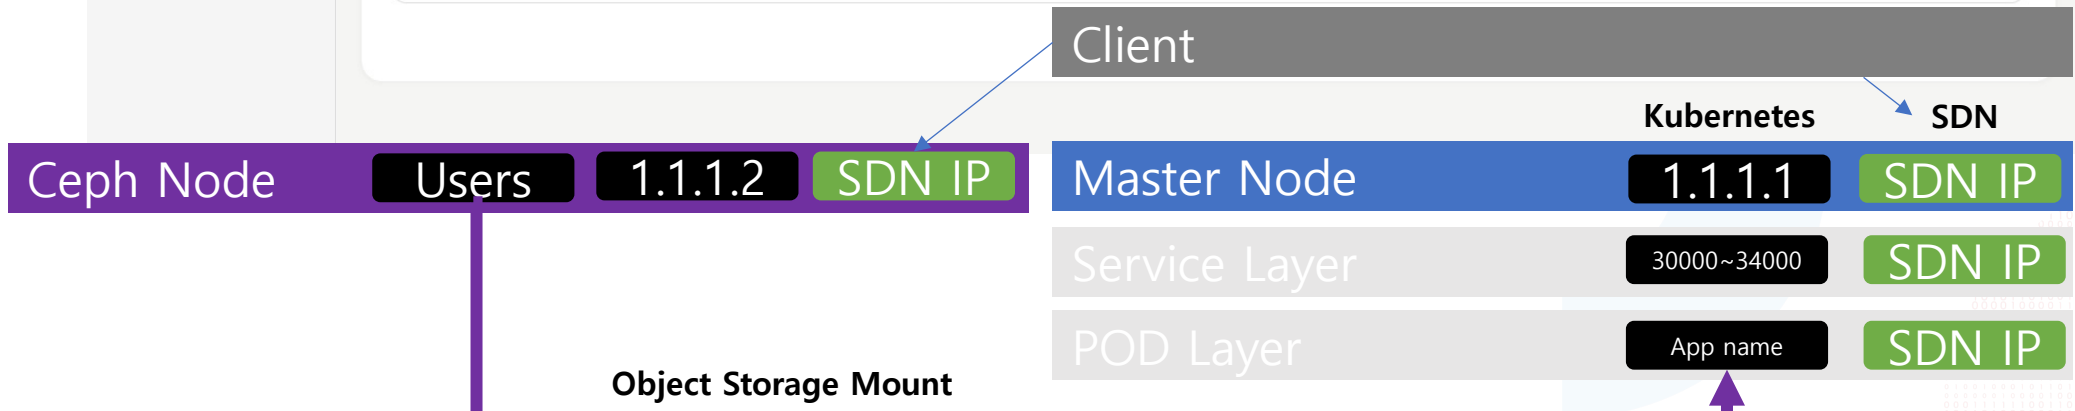 Client
Kubernetes SDN
Ceph Node Users 1.1.1.2 SDN IP
Master Node 1.1.1.1 SDN IP
Service Layer 30000~34000 SDN IP
POD Layer App name SDN IP
Object Storage Mount